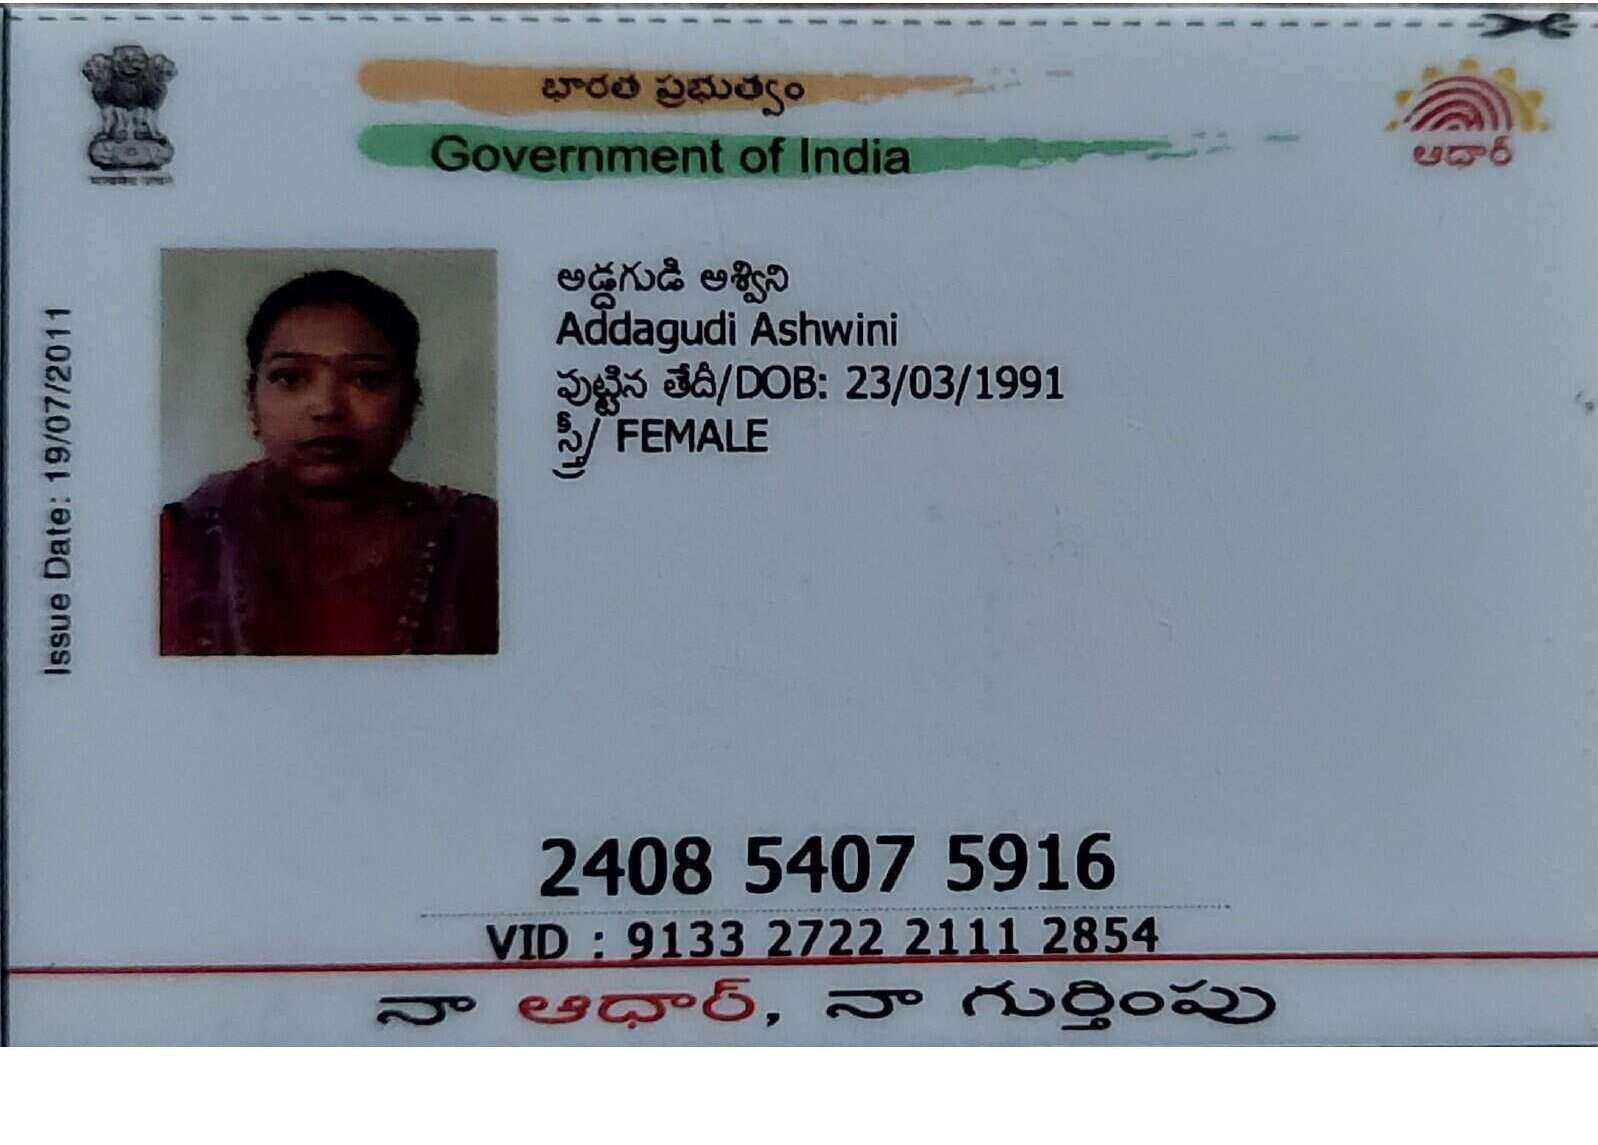 భారత ప్రభుత్వం
Government of India
ఆధార్
Issue Date: 19/07/2011
అడ్డగుడి అశ్విని
Addagudi Ashwini
పుట్టిన తేదీ/DOB: 23/03/1991
స్త్రీ/ FEMALE
2408 5407 5916
VID : 9133 2722 2111 2854
నా ఆధార్, నా గుర్తింపు